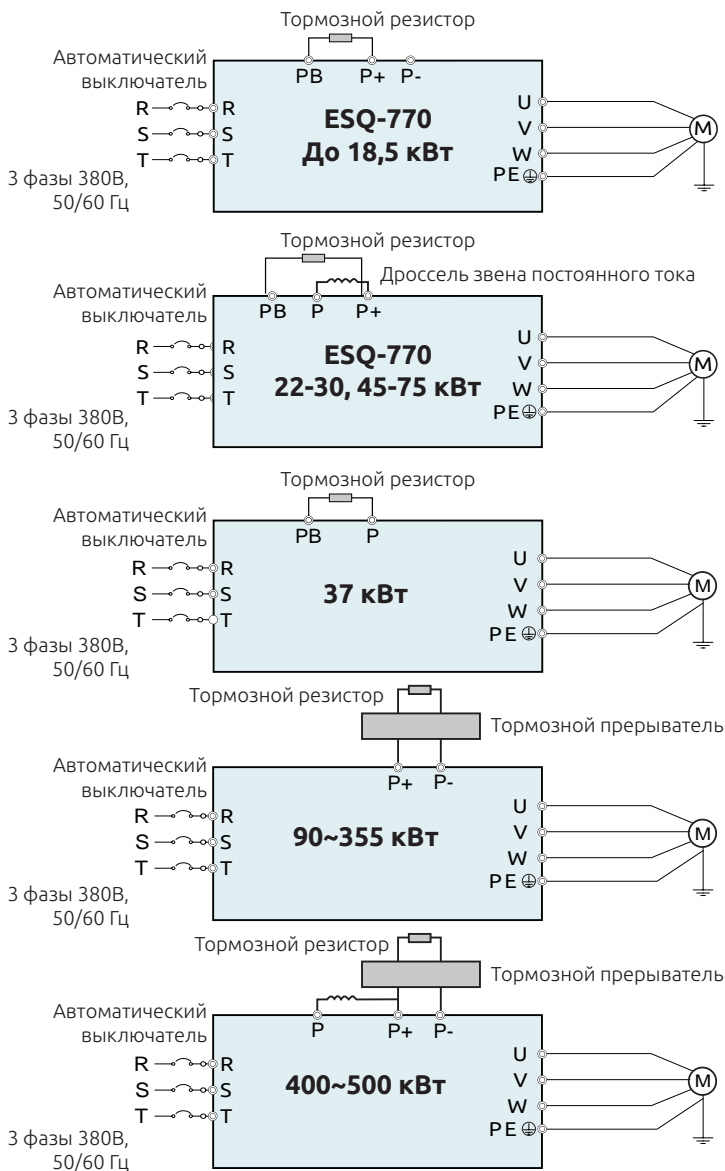 Тормозной резистор
Автоматический
выключатель
PB P+ P-
R R
S S
T T
3 фазы 380В,
50/60 Гц
ESQ-770
До 18,5 кВт
U
V
W
PE
M
Тормозной резистор
Дроссель звена постоянного тока
Автоматический
выключатель
PB P P+
R R
S S
T T
3 фазы 380В,
50/60 Гц
ESQ-770
22-30, 45-75 кВт
U
V
W
PE
M
Тормозной резистор
Автоматический
выключатель
PB P
R R
S S
T T
3 фазы 380В,
50/60 Гц
37 кВт
U
V
W
PE
M
Тормозной резистор
Тормозной прерыватель
Автоматический
выключатель
P+ P-
R R
S S
T T
3 фазы 380В,
50/60 Гц
90~355 кВт
U
V
W
PE
M
Тормозной резистор
Тормозной прерыватель
Автоматический
выключатель
P P+ P-
R R
S S
T T
3 фазы 380В,
50/60 Гц
400~500 кВт
U
V
W
PE
M